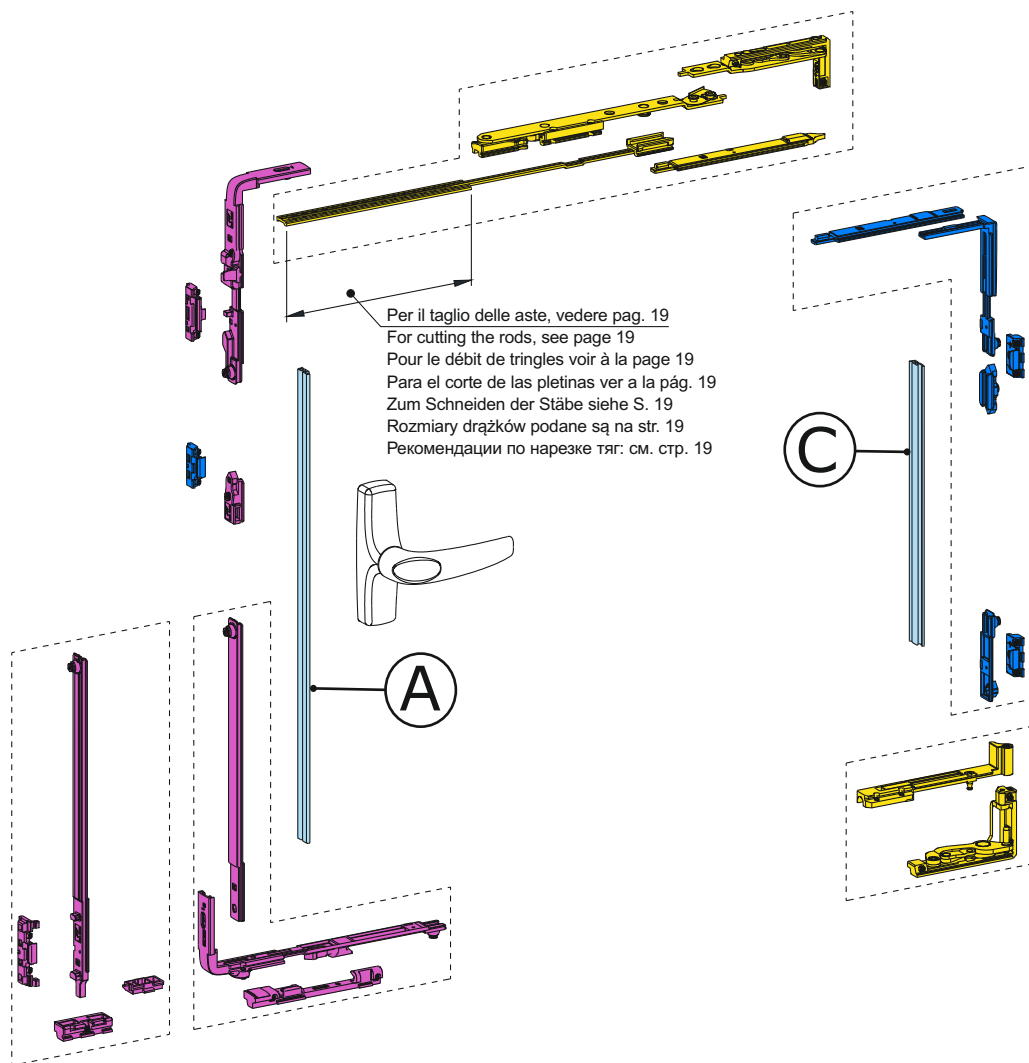 Per il taglio delle aste, vedere pag. 19
For cutting the rods, see page 19
Pour le débit de tringles voir à la page 19
Para el corte de las pletinas ver a la pág. 19
Zum Schneiden der Stäbe siehe S. 19
Rozmiary drążków podane są na str. 19
Рекомендации по нарезке тяг: см. стр. 19
C
A